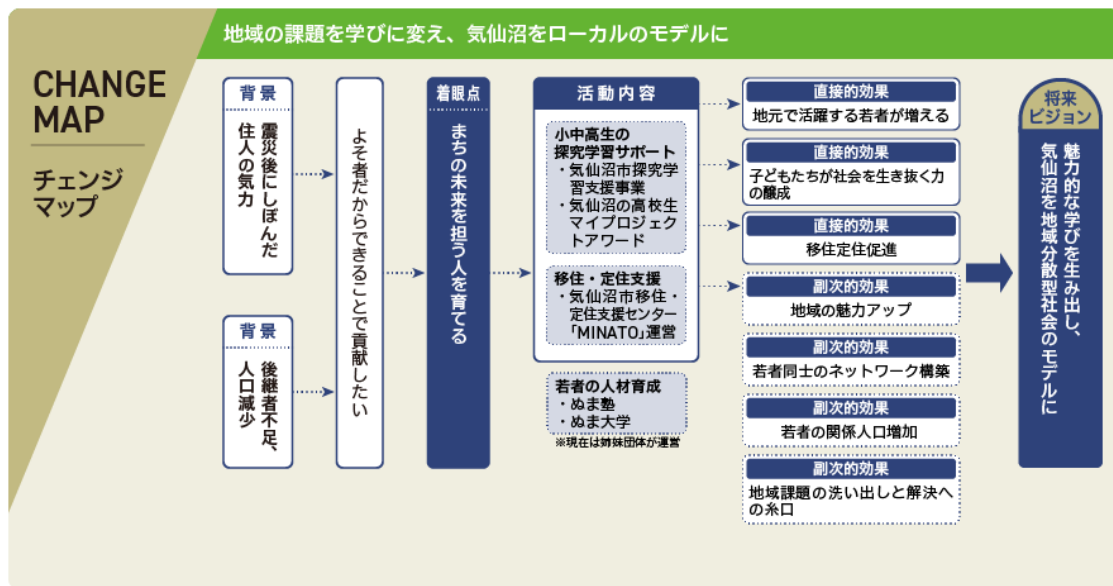 地域の課題を学びに変え、気仙沼をローカルのモデルに
CHANGE
MAP
チェンジ
マップ
背景
震災後にしぼんだ
住人の気力
背景
後継者不足、
人口減少
よそ者だからできることで貢献したい
着眼点
まちの未来を担う人を育てる
活動内容
小中高生の
探究学習サポート
・気仙沼市探究学
習支援事業
・気仙沼の高校生
マイプロジェク
トアワード
移住・定住支援
・気仙沼市移住・
定住支援センター
「MINATO」運営
若者の人材育成
・ぬま塾
・ぬま大学
※現在は姉妹団体が運営
直接的効果
地元で活躍する若者が増える
直接的効果
子どもたちが社会を生き抜く力
の醸成
直接的効果
移住定住促進
副次的効果
地域の魅力アップ
副次的効果
若者同士のネットワーク構築
副次的効果
若者の関係人口増加
副次的効果
地域課題の洗い出しと解決へ
の糸口
将来
ビジョン
魅力的な学びを生み出し、
気仙沼を地域分散型社会のモデルに